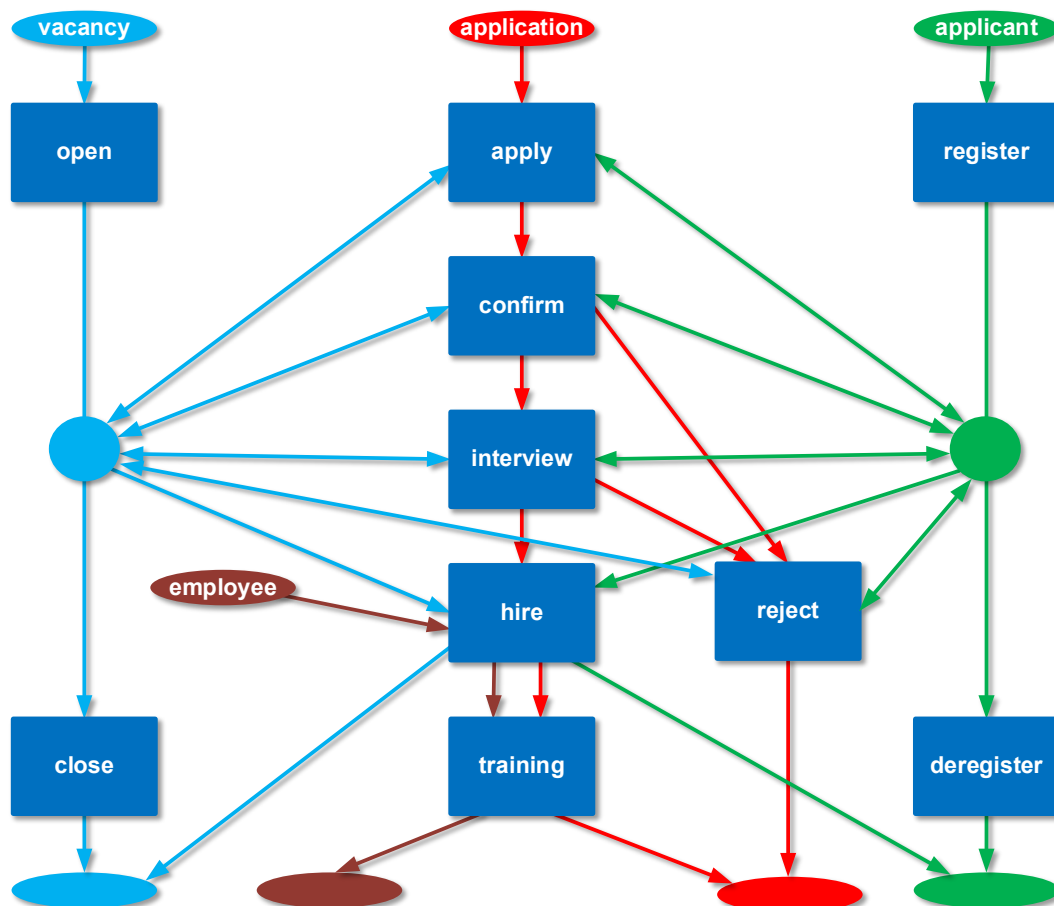 vacancy
application
applicant
open
apply
register
confirm
interview
employee
hire
reject
close
training
deregister